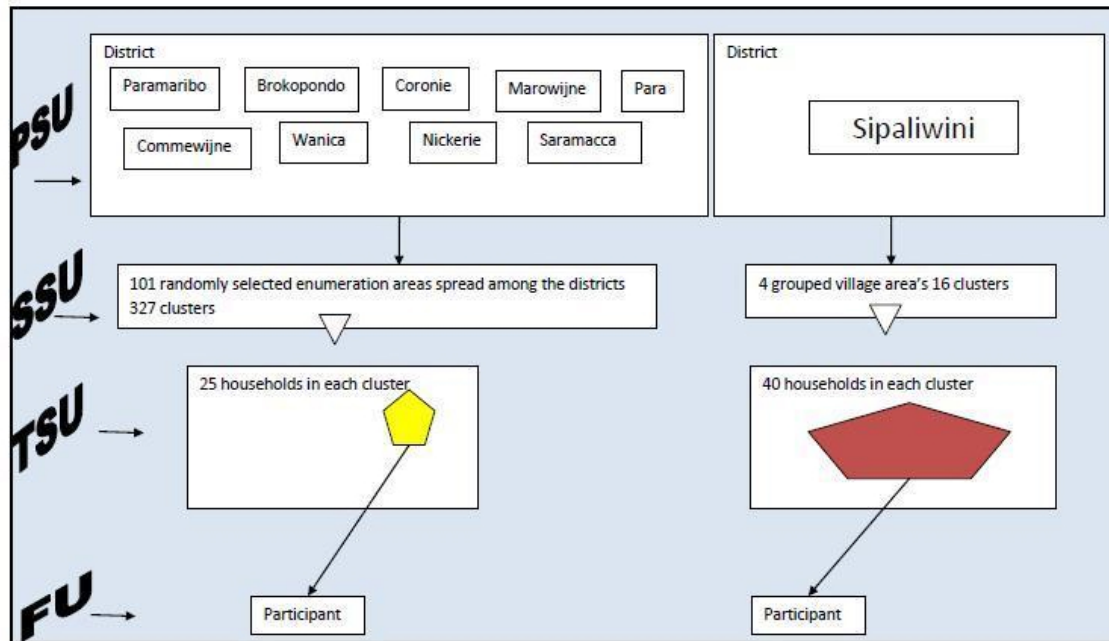 PSU
District
Paramaribo
Brokopondo
Coronie
Marowijne
Para
Commewijne
Wanica
Nickerie
Saramacca
District
Sipaliwini
SSU
101 randomly selected enumeration areas spread among the districts
327 clusters
4 grouped village area's 16 clusters
TSU
25 households in each cluster
40 households in each cluster
FU
Participant
Participant